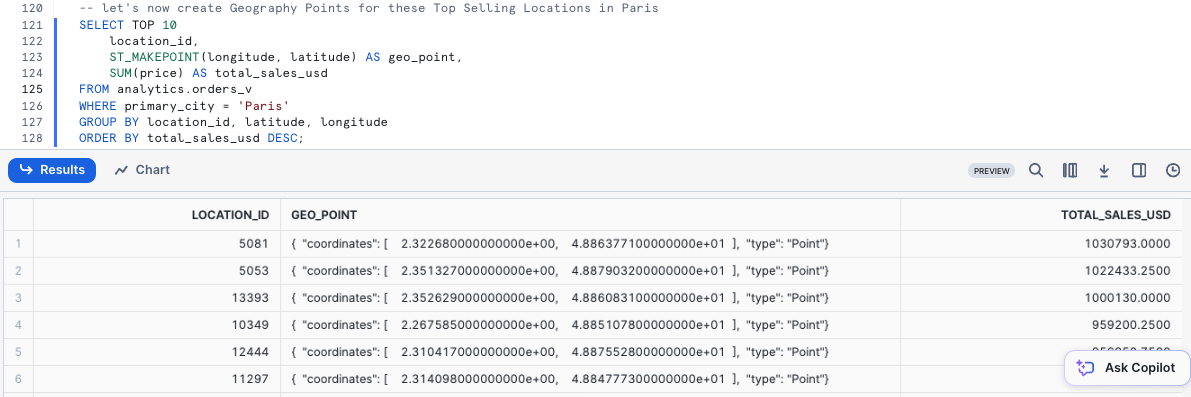 120 -- let's now create Geography Points for these Top Selling Locations in Paris
121 SELECT TOP 10
122 location_id,
123 ST_MAKEPOINT(longitude, latitude) AS geo_point,
124 SUM(price) AS total_sales_usd
125 FROM analytics.orders_v
126 WHERE primary_city = 'Paris'
127 GROUP BY location_id, latitude, longitude
128 ORDER BY total_sales_usd DESC;
Results Chart PREVIEW
LOCATION_ID GEO_POINT TOTAL_SALES_USD
1 5081 { "coordinates": [ 2.322680000000000e+00, 4.886377100000000e+01 ], "type": "Point"} 1030793.0000
2 5053 { "coordinates": [ 2.351327000000000e+00, 4.887903200000000e+01 ], "type": "Point"} 1022433.2500
3 13393 { "coordinates": [ 2.352629000000000e+00, 4.886083100000000e+01 ], "type": "Point"} 1000130.0000
4 10349 { "coordinates": [ 2.267585000000000e+00, 4.885107800000000e+01 ], "type": "Point"} 959200.2500
5 12444 { "coordinates": [ 2.310417000000000e+00, 4.887552800000000e+01 ], "type": "Point"}
6 11297 { "coordinates": [ 2.314098000000000e+00, 4.884777300000000e+01 ], "type": "Point"}
Ask Copilot